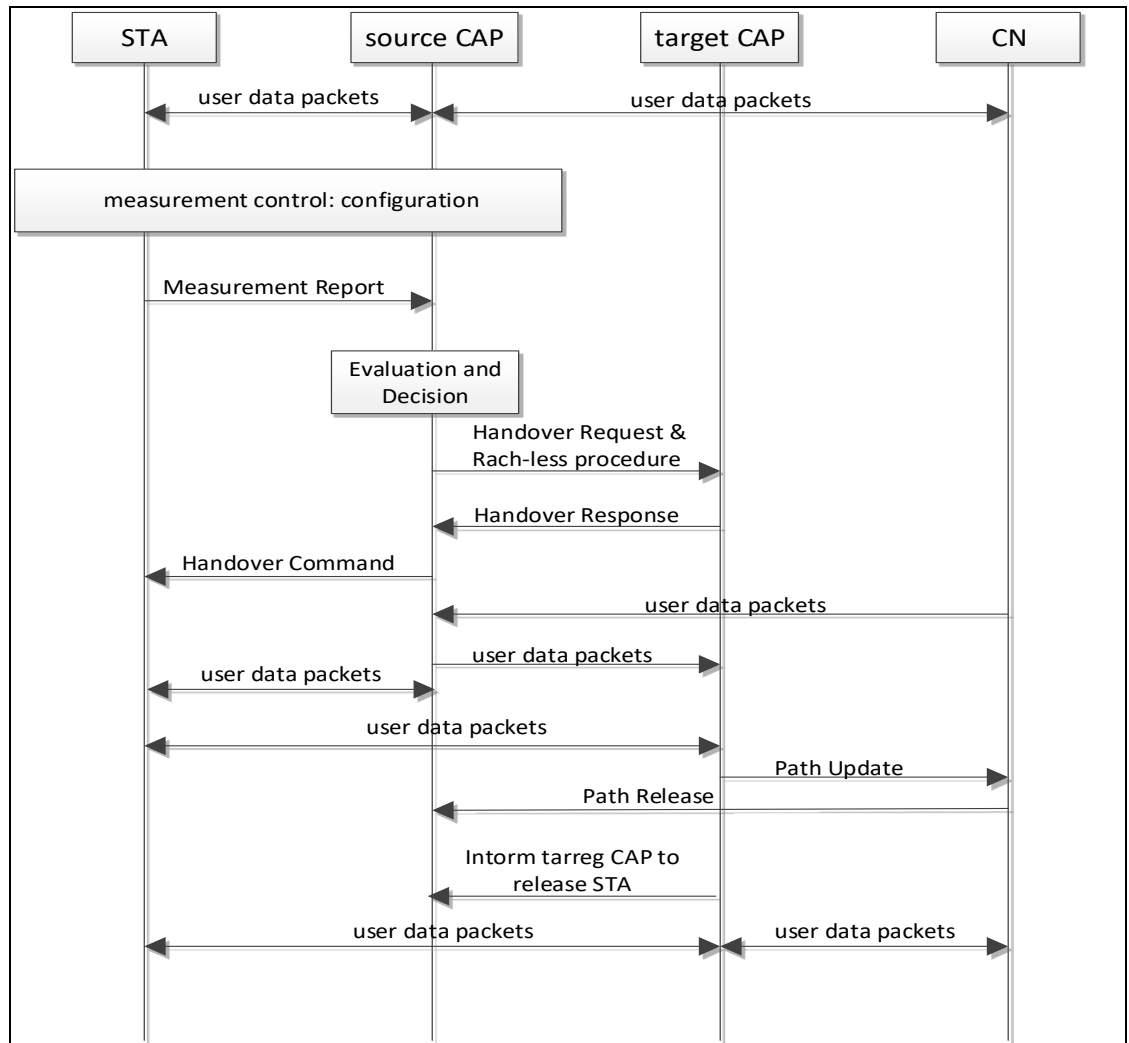 STA
source CAP
target CAP
CN
user data packets
user data packets
measurement control: configuration
Measurement Report
Evaluation and
Decision
Handover Request &
Rach-less procedure
Handover Response
Handover Command
user data packets
user data packets
user data packets
user data packets
Path Update
Path Release
Intorm tarreg CAP to
release STA
user data packets
user data packets